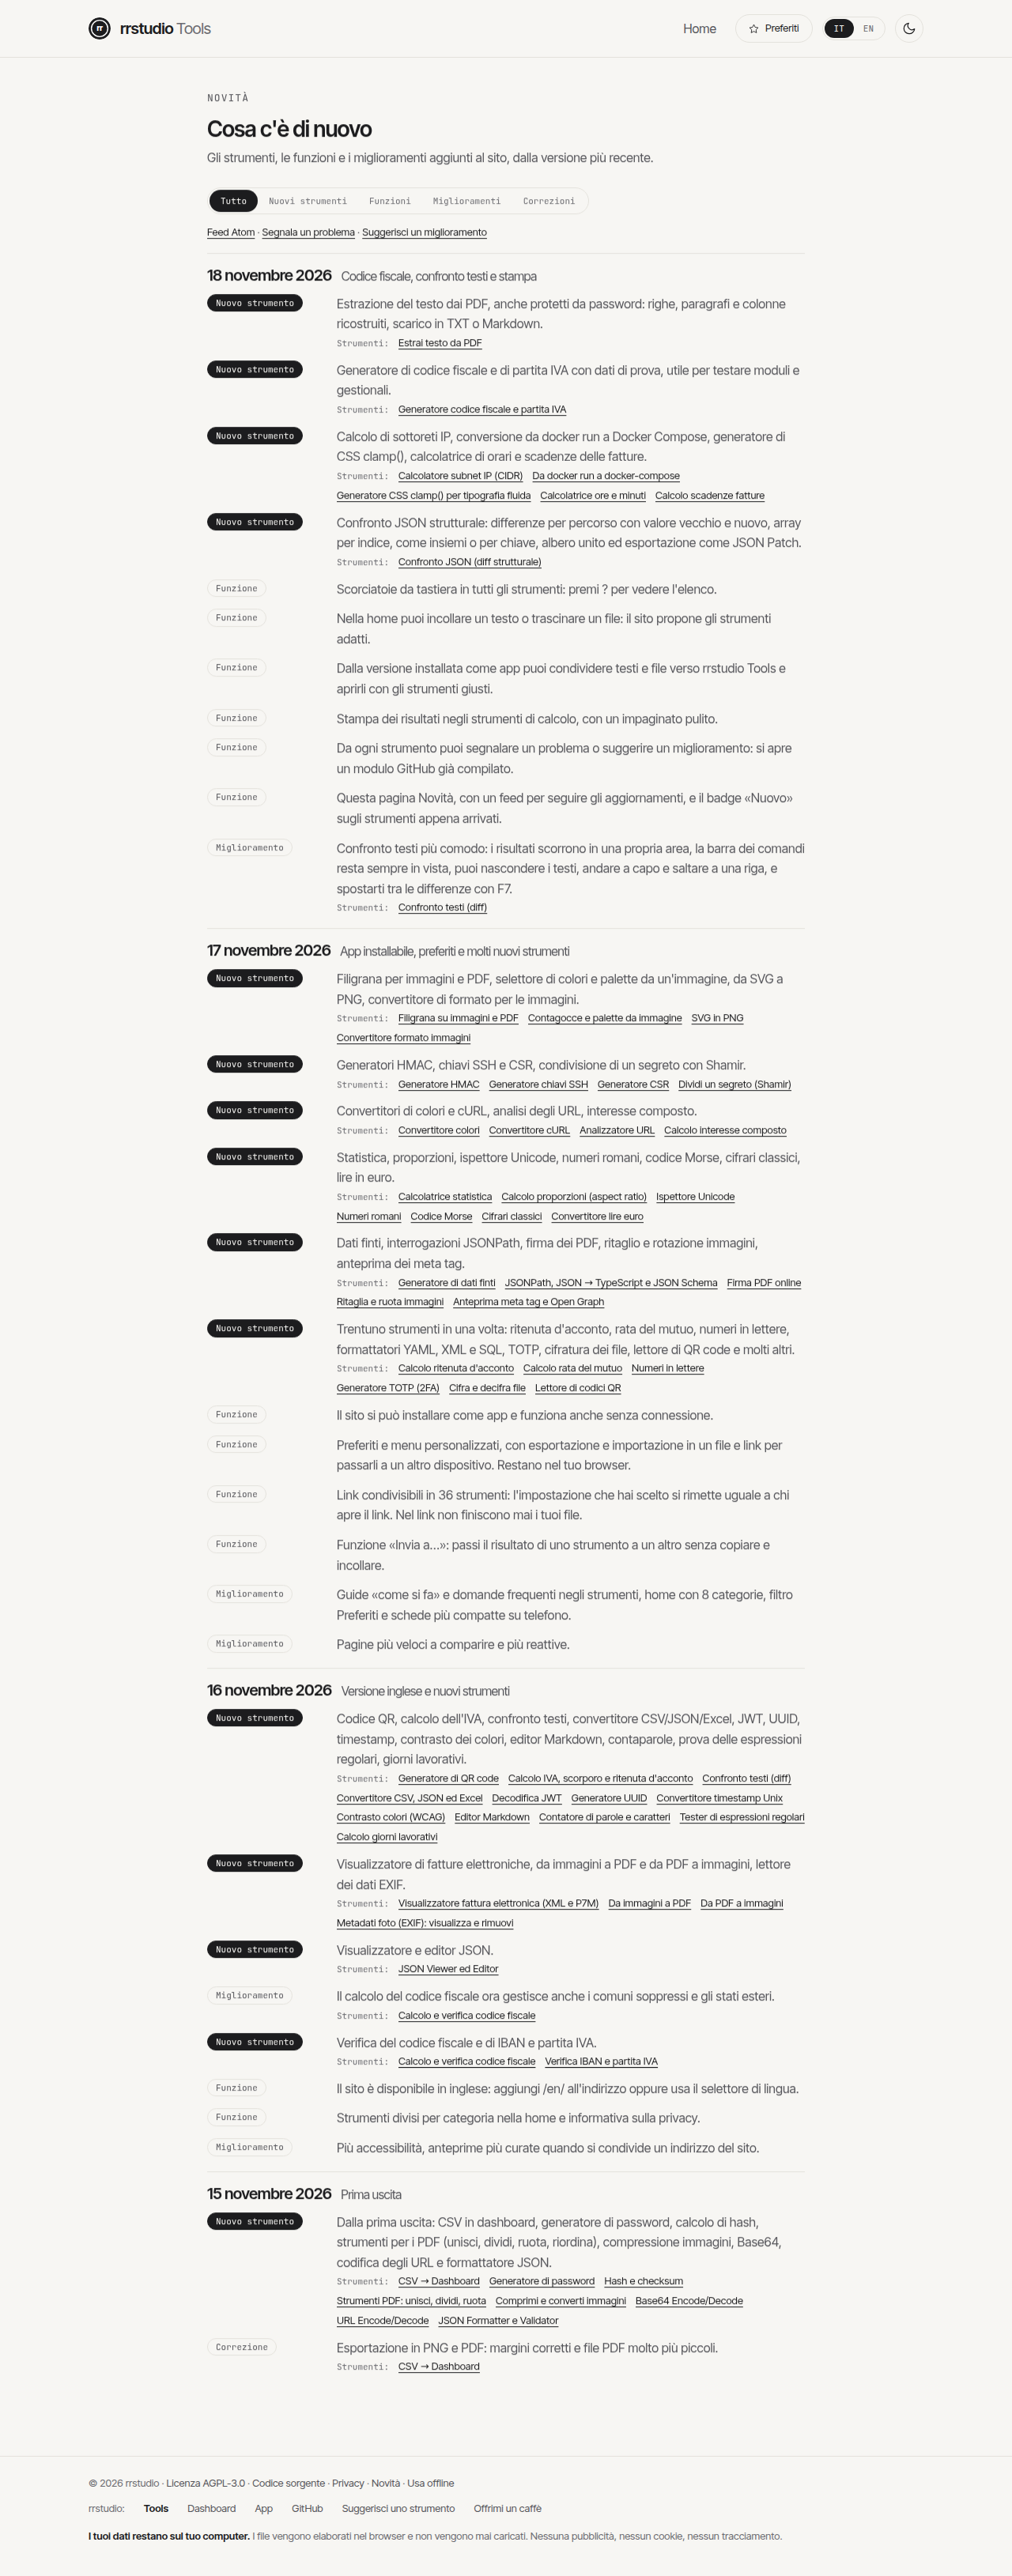 rr rrstudio Tools
Home
Preferiti
IT EN
NOVITÀ
Cosa c'è di nuovo
Gli strumenti, le funzioni e i miglioramenti aggiunti al sito, dalla versione più recente.
Tutto Nuovi strumenti Funzioni Miglioramenti Correzioni
Feed Atom · Segnala un problema · Suggerisci un miglioramento
18 novembre 2026 Codice fiscale, confronto testi e stampa
Nuovo strumento
Estrazione del testo dai PDF, anche protetti da password: righe, paragrafi e colonne
ricostruiti, scarico in TXT o Markdown.
Strumenti: Estrai testo da PDF
Nuovo strumento
Generatore di codice fiscale e di partita IVA con dati di prova, utile per testare moduli e
gestionali.
Strumenti: Generatore codice fiscale e partita IVA
Nuovo strumento
Calcolo di sottoreti IP, conversione da docker run a Docker Compose, generatore di
CSS clamp(), calcolatrice di orari e scadenze delle fatture.
Strumenti: Calcolatore subnet IP (CIDR) Da docker run a docker-compose
Generatore CSS clamp() per tipografia fluida Calcolatrice ore e minuti Calcolo scadenze fatture
Nuovo strumento
Confronto JSON strutturale: differenze per percorso con valore vecchio e nuovo, array
per indice, come insiemi o per chiave, albero unito ed esportazione come JSON Patch.
Strumenti: Confronto JSON (diff strutturale)
Funzione
Scorciatoie da tastiera in tutti gli strumenti: premi ? per vedere l'elenco.
Funzione
Nella home puoi incollare un testo o trascinare un file: il sito propone gli strumenti
adatti.
Funzione
Dalla versione installata come app puoi condividere testi e file verso rrstudio Tools e
aprirli con gli strumenti giusti.
Funzione
Stampa dei risultati negli strumenti di calcolo, con un impaginato pulito.
Funzione
Da ogni strumento puoi segnalare un problema o suggerire un miglioramento: si apre
un modulo GitHub già compilato.
Funzione
Questa pagina Novità, con un feed per seguire gli aggiornamenti, e il badge «Nuovo»
sugli strumenti appena arrivati.
Miglioramento
Confronto testi più comodo: i risultati scorrono in una propria area, la barra dei comandi
resta sempre in vista, puoi nascondere i testi, andare a capo e saltare a una riga, e
spostarti tra le differenze con F7.
Strumenti: Confronto testi (diff)
17 novembre 2026 App installabile, preferiti e molti nuovi strumenti
Nuovo strumento
Filigrana per immagini e PDF, selettore di colori e palette da un'immagine, da SVG a
PNG, convertitore di formato per le immagini.
Strumenti: Filigrana su immagini e PDF Contagocce e palette da immagine SVG in PNG
Convertitore formato immagini
Nuovo strumento
Generatori HMAC, chiavi SSH e CSR, condivisione di un segreto con Shamir.
Strumenti: Generatore HMAC Generatore chiavi SSH Generatore CSR Dividi un segreto (Shamir)
Nuovo strumento
Convertitori di colori e cURL, analisi degli URL, interesse composto.
Strumenti: Convertitore colori Convertitore cURL Analizzatore URL Calcolo interesse composto
Nuovo strumento
Statistica, proporzioni, ispettore Unicode, numeri romani, codice Morse, cifrari classici,
lire in euro.
Strumenti: Calcolatrice statistica Calcolo proporzioni (aspect ratio) Ispettore Unicode
Numeri romani Codice Morse Cifrari classici Convertitore lire euro
Nuovo strumento
Dati finti, interrogazioni JSONPath, firma dei PDF, ritaglio e rotazione immagini,
anteprima dei meta tag.
Strumenti: Generatore di dati finti JSONPath, JSON → TypeScript e JSON Schema Firma PDF online
Ritaglia e ruota immagini Anteprima meta tag e Open Graph
Nuovo strumento
Trentuno strumenti in una volta: ritenuta d'acconto, rata del mutuo, numeri in lettere,
formattatori YAML, XML e SQL, TOTP, cifratura dei file, lettore di QR code e molti altri.
Strumenti: Calcolo ritenuta d'acconto Calcolo rata del mutuo Numeri in lettere
Generatore TOTP (2FA) Cifra e decifra file Lettore di codici QR
Funzione
Il sito si può installare come app e funziona anche senza connessione.
Funzione
Preferiti e menu personalizzati, con esportazione e importazione in un file e link per
passarli a un altro dispositivo. Restano nel tuo browser.
Funzione
Link condivisibili in 36 strumenti: l'impostazione che hai scelto si rimette uguale a chi
apre il link. Nel link non finiscono mai i tuoi file.
Funzione
Funzione «Invia a…»: passi il risultato di uno strumento a un altro senza copiare e
incollare.
Miglioramento
Guide «come si fa» e domande frequenti negli strumenti, home con 8 categorie, filtro
Preferiti e schede più compatte su telefono.
Miglioramento
Pagine più veloci a comparire e più reattive.
16 novembre 2026 Versione inglese e nuovi strumenti
Nuovo strumento
Codice QR, calcolo dell'IVA, confronto testi, convertitore CSV/JSON/Excel, JWT, UUID,
timestamp, contrasto dei colori, editor Markdown, contaparole, prova delle espressioni
regolari, giorni lavorativi.
Strumenti: Generatore di QR code Calcolo IVA, scorporo e ritenuta d'acconto Confronto testi (diff)
Convertitore CSV, JSON ed Excel Decodifica JWT Generatore UUID Convertitore timestamp Unix
Contrasto colori (WCAG) Editor Markdown Contatore di parole e caratteri Tester di espressioni regolari
Calcolo giorni lavorativi
Nuovo strumento
Visualizzatore di fatture elettroniche, da immagini a PDF e da PDF a immagini, lettore
dei dati EXIF.
Strumenti: Visualizzatore fattura elettronica (XML e P7M) Da immagini a PDF Da PDF a immagini
Metadati foto (EXIF): visualizza e rimuovi
Nuovo strumento
Visualizzatore e editor JSON.
Strumenti: JSON Viewer ed Editor
Miglioramento
Il calcolo del codice fiscale ora gestisce anche i comuni soppressi e gli stati esteri.
Strumenti: Calcolo e verifica codice fiscale
Nuovo strumento
Verifica del codice fiscale e di IBAN e partita IVA.
Strumenti: Calcolo e verifica codice fiscale Verifica IBAN e partita IVA
Funzione
Il sito è disponibile in inglese: aggiungi /en/ all'indirizzo oppure usa il selettore di lingua.
Funzione
Strumenti divisi per categoria nella home e informativa sulla privacy.
Miglioramento
Più accessibilità, anteprime più curate quando si condivide un indirizzo del sito.
15 novembre 2026 Prima uscita
Nuovo strumento
Dalla prima uscita: CSV in dashboard, generatore di password, calcolo di hash,
strumenti per i PDF (unisci, dividi, ruota, riordina), compressione immagini, Base64,
codifica degli URL e formattatore JSON.
Strumenti: CSV → Dashboard Generatore di password Hash e checksum
Strumenti PDF: unisci, dividi, ruota Comprimi e converti immagini Base64 Encode/Decode
URL Encode/Decode JSON Formatter e Validator
Correzione
Esportazione in PNG e PDF: margini corretti e file PDF molto più piccoli.
Strumenti: CSV → Dashboard
© 2026 rrstudio · Licenza AGPL-3.0 · Codice sorgente · Privacy · Novità · Usa offline
rrstudio: Tools Dashboard App GitHub Suggerisci uno strumento Offrimi un caffè
I tuoi dati restano sul tuo computer. I file vengono elaborati nel browser e non vengono mai caricati. Nessuna pubblicità, nessun cookie, nessun tracciamento.